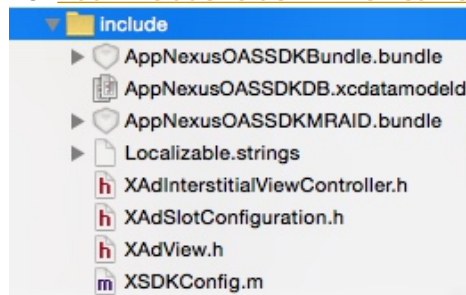 include
AppNexusOASSDKBundle.bundle
AppNexusOASSDKDB.xcdatamodeld
AppNexusOASSDKMRAID.bundle
Localizable.strings
h XAdInterstitialViewController.h
h XAdSlotConfiguration.h
h XAdView.h
m XSDKConfig.m